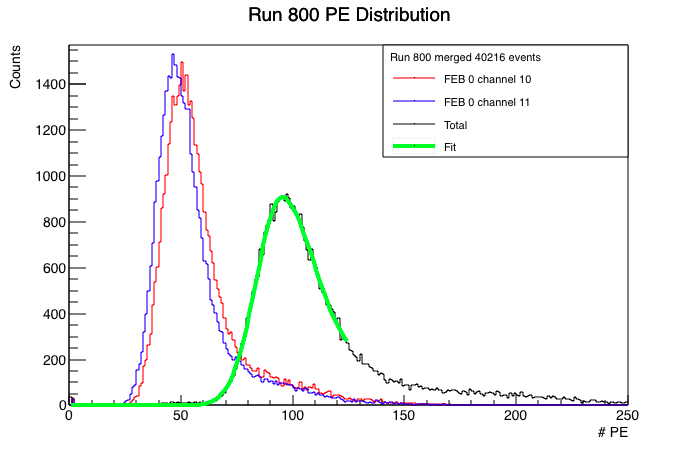 Run 800 PE Distribution
Counts
Run 800 merged 40216 events
FEB 0 channel 10
FEB 0 channel 11
Total
Fit
1400
1200
1000
800
600
400
200
0
0 50 100 150 200 250
# PE